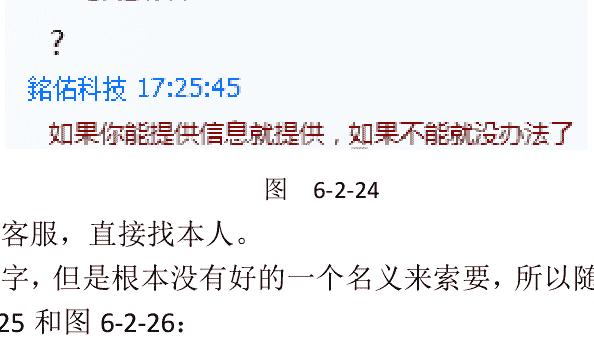 ?
銘佑科技 17:25:45
如果你能提供信息就提供，如果不能就没办法了
图 6-2-24
客服，直接找本人。
字，但是根本没有好的一个名义来索要，所以随
25 和图 6-2-26：